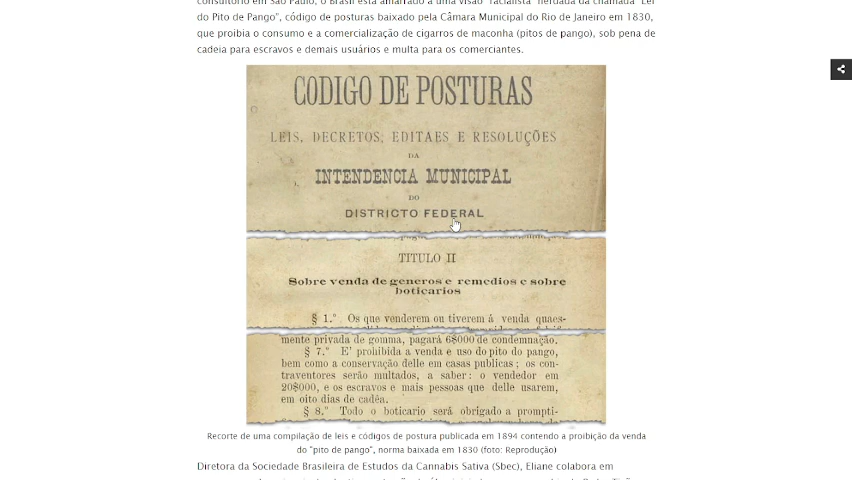 consultório em São Paulo, o Brasil está amarrado a uma visão "racialista" herdada da chamada "Lei
do Pito de Pango", código de posturas baixado pela Câmara Municipal do Rio de Janeiro em 1830,
que proibia o consumo e a comercialização de cigarros de maconha (pitos de pango), sob pena de
cadeia para escravos e demais usuários e multa para os comerciantes.
CODIGO DE POSTURAS
LEIS, DECRETOS, EDITAES E RESOLUÇÕES
DA
INTENDENCIA MUNICIPAL
DO
DISTRICTO FEDERAL
TITULO II
Sobre venda de generos e remedios e sobre
boticarios
§ 1.º Os que venderem ou tiverem á venda quaes-
mente privada de gomma, pagará 6$000 de condemnação.
§ 7.º E' prohibida a venda e uso do pito do pango,
bem como a conservação delle em casas publicas; os con-
traventores serão multados, a saber: o vendedor em
20$000, e os escravos e mais pessoas que delle usarem,
em oito dias de cadêa.
§ 8.º Todo o boticario será obrigado a prompti-
Recorte de uma compilação de leis e códigos de postura publicada em 1894 contendo a proibição da venda
do "pito de pango", norma baixada em 1830 (foto: Reprodução)
Diretora da Sociedade Brasileira de Estudos da Cannabis Sativa (Sbec), Eliane colabora em